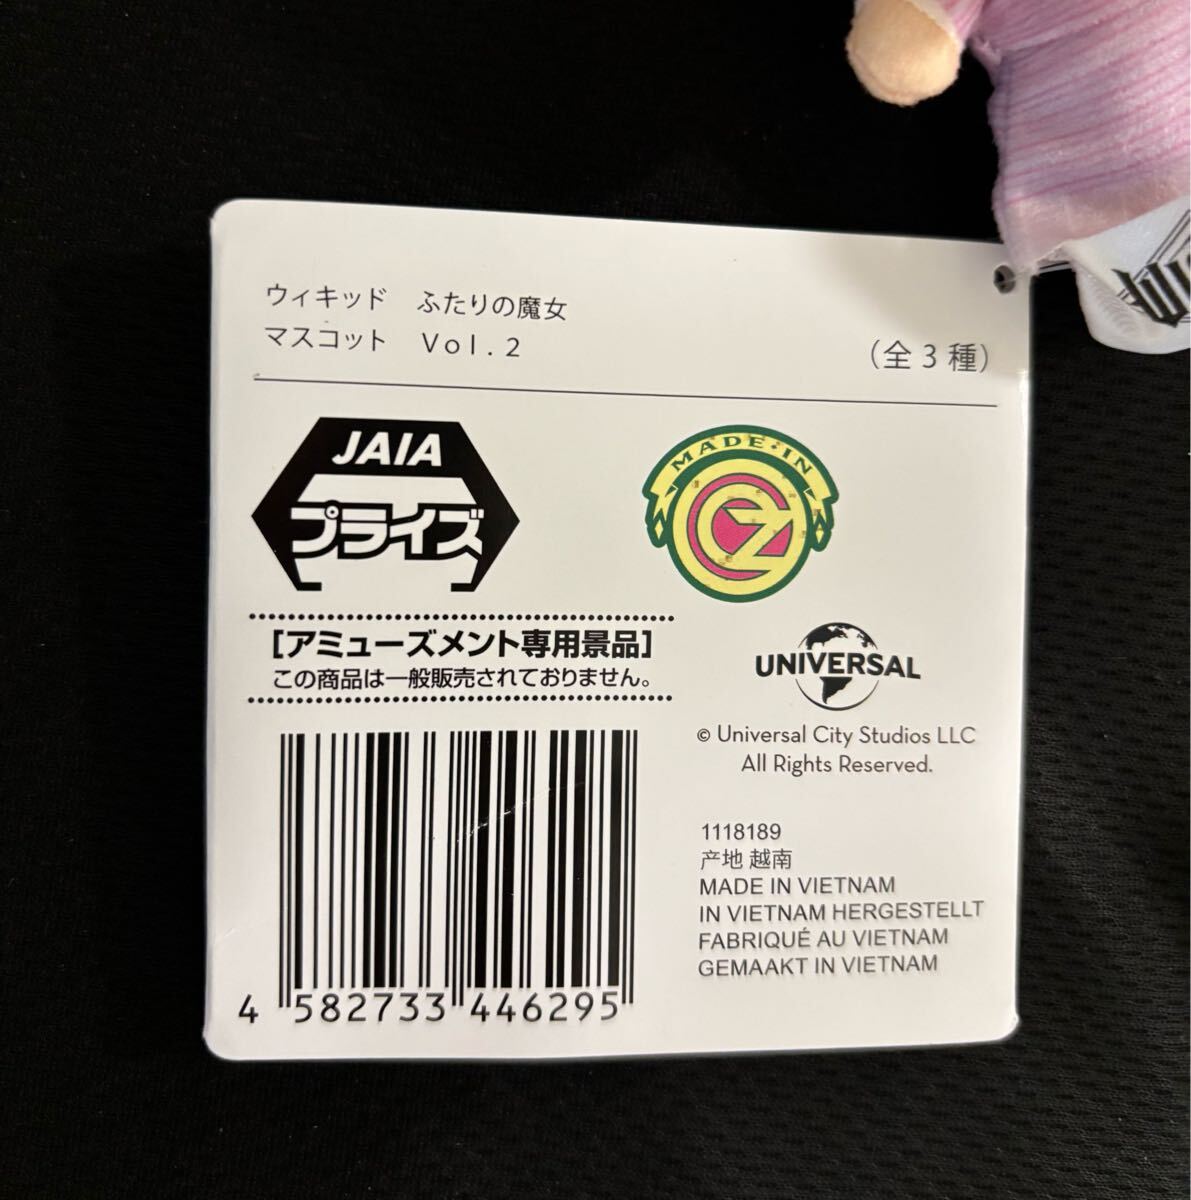 ウィキッド ふたりの魔女
マスコット Vol.2
（全3種）
JAIA
プライズ
MADE・IN
CZ
[アミューズメント専用景品]
この商品は一般販売されておりません。
UNIVERSAL
© Universal City Studios LLC
All Rights Reserved.
1118189
产地 越南
MADE IN VIETNAM
IN VIETNAM HERGESTELLT
FABRIQUÉ AU VIETNAM
GEMAAKT IN VIETNAM
4 582733 446295